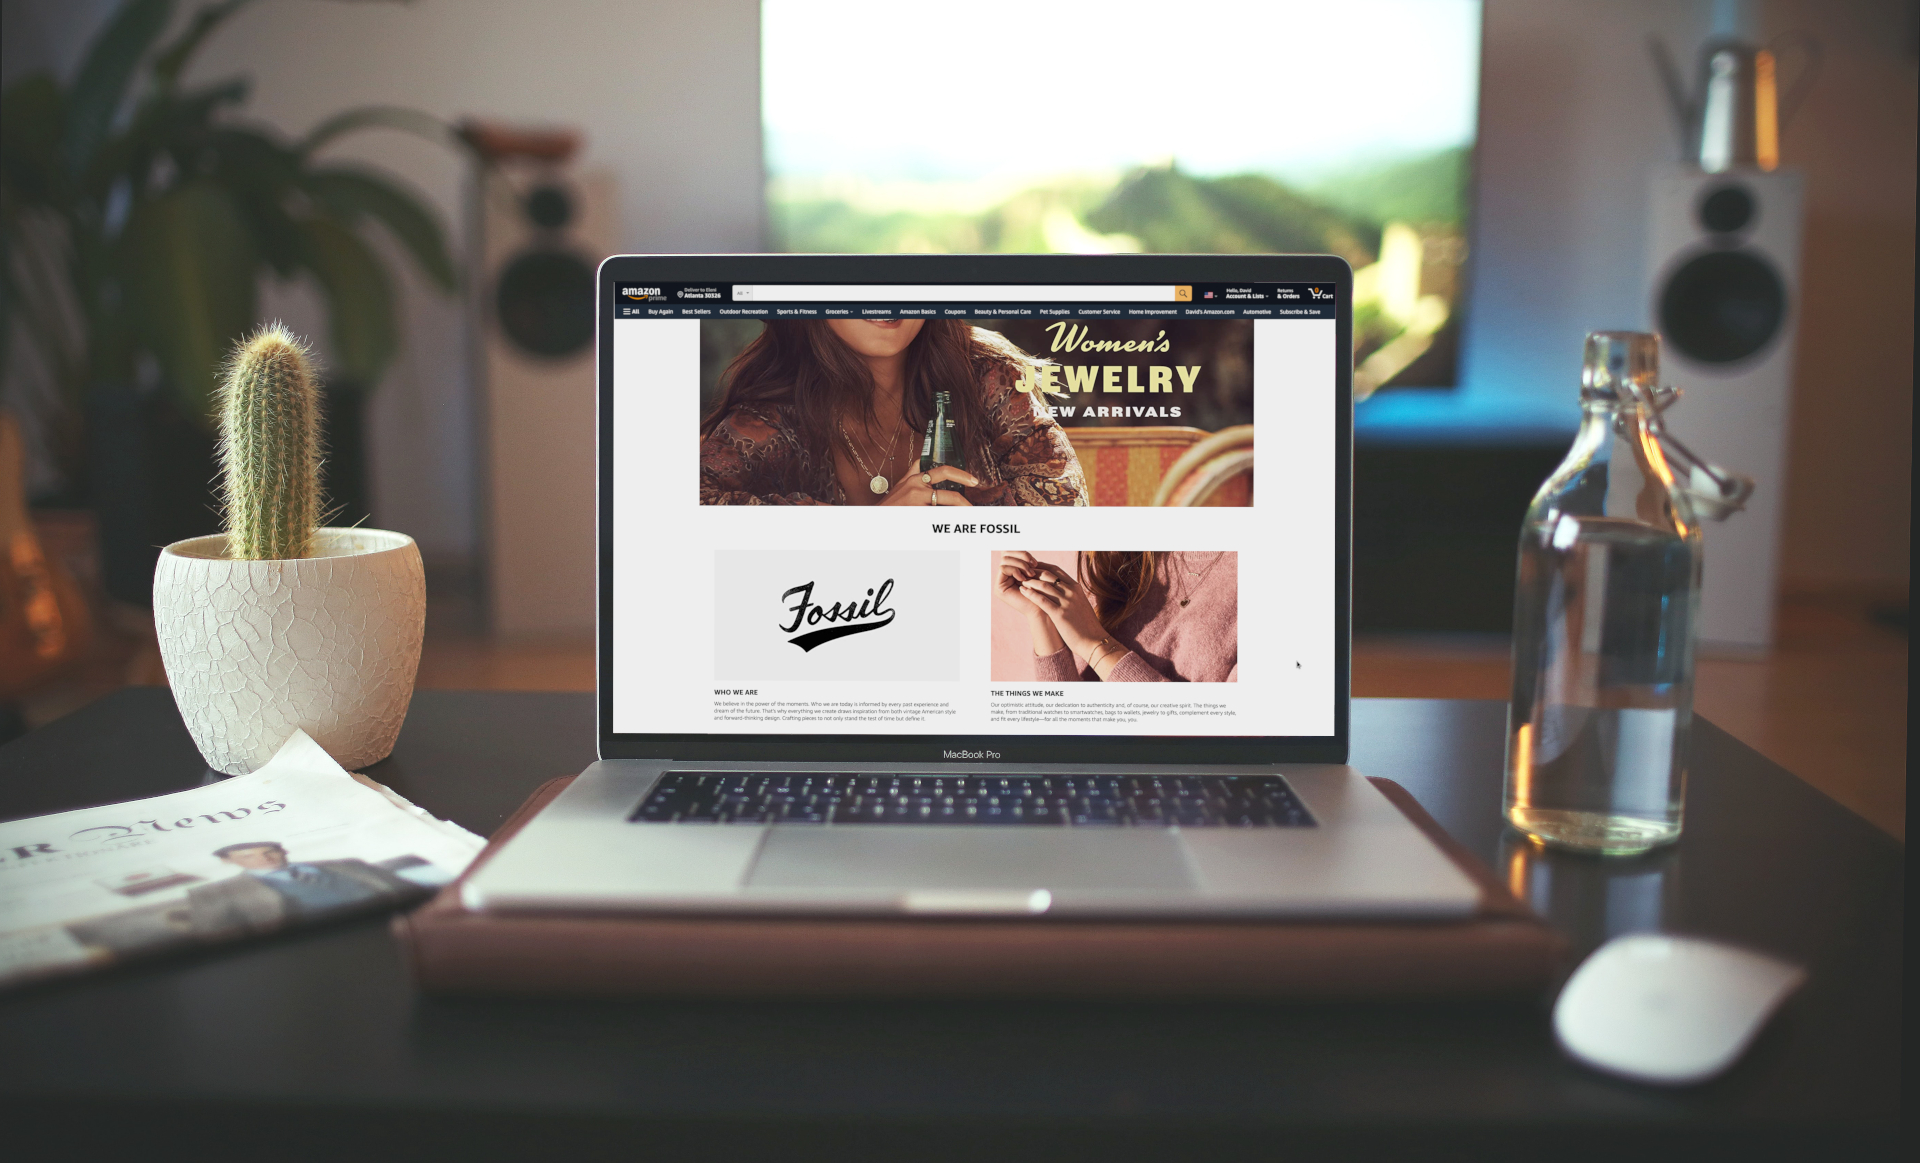 amazon
prime
Deliver to Eleni
Atlanta 30326
All
Hello, David
Account & Lists
Returns
& Orders
0
Cart
All Buy Again Best Sellers Outdoor Recreation Sports & Fitness Groceries Livestreams Amazon Basics Coupons Beauty & Personal Care Pet Supplies Customer Service Home Improvement David's Amazon.com Automotive Subscribe & Save
Women's
JEWELRY
NEW ARRIVALS
WE ARE FOSSIL
Fossil
WHO WE ARE
We believe in the power of the moments. Who we are today is informed by every past experience and
dream of the future. That's why everything we create draws inspiration from both vintage American style
and forward-thinking design. Crafting pieces to not only stand the test of time but define it.
THE THINGS WE MAKE
Our optimistic attitude, our dedication to authenticity and, of course, our creative spirit. The things we
make, from traditional watches to smartwatches, bags to wallets, jewelry to gifts, complement every style,
and fit every lifestyle—for all the moments that make you, you.
MacBook Pro
News